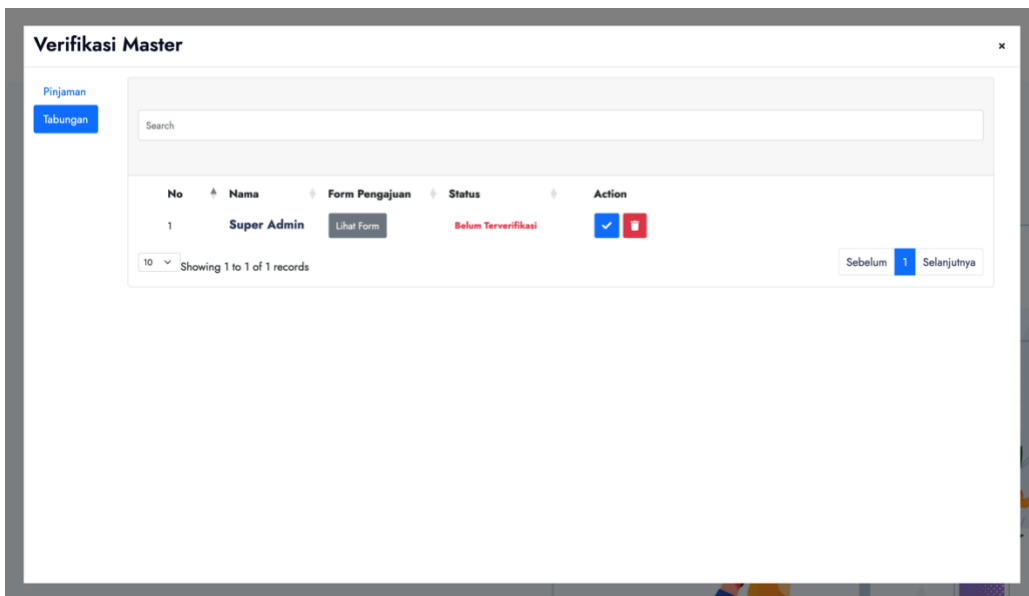 Verifikasi Master
×
Pinjaman
Tabungan
Search
No Nama Form Pengajuan Status Action
1 Super Admin Lihat Form Belum Terverifikasi
10 Showing 1 to 1 of 1 records
Sebelum 1 Selanjutnya